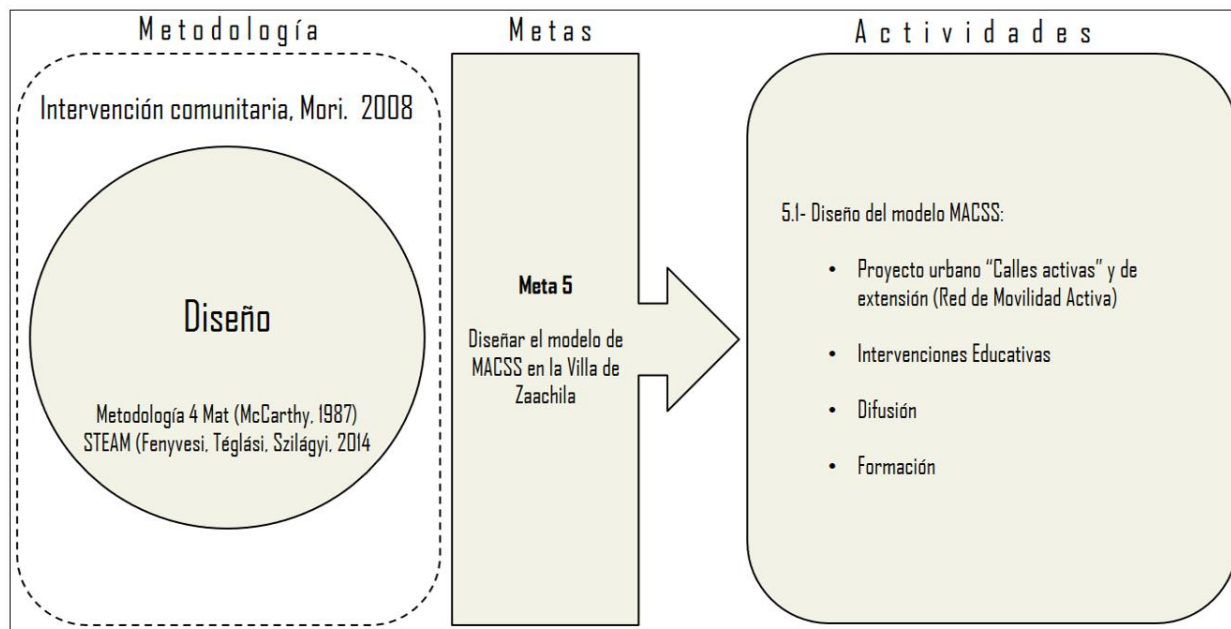 Metodología
Intervención comunitaria, Mori. 2008
Diseño
Metodología 4 Mat (McCarthy, 1987)
STEAM (Fenyvesi, Téglási, Szilágyi, 2014
Metas
Meta 5
Diseñar el modelo de
MACSS en la Villa de
Zaachila
Actividades
5.1- Diseño del modelo MACSS:
• Proyecto urbano “Calles activas” y de
extensión (Red de Movilidad Activa)
• Intervenciones Educativas
• Difusión
• Formación